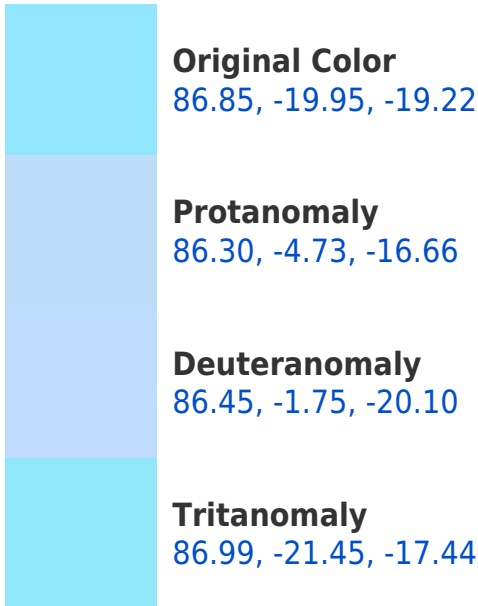 Original Color
86.85, -19.95, -19.22
Protanomaly
86.30, -4.73, -16.66
Deuteranomaly
86.45, -1.75, -20.10
Tritanomaly
86.99, -21.45, -17.44